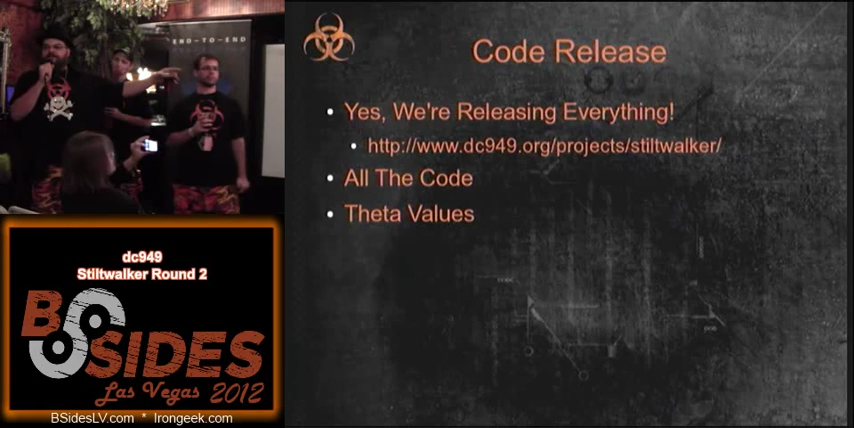 END-TO-END
Code Release
Yes, We're Releasing Everything!
http://www.dc949.org/projects/stiltwalker/
All The Code
Theta Values
dc949
Stiltwalker Round 2
BSIDES
Las Vegas 2012
BSidesLV.com * Irongeek.com